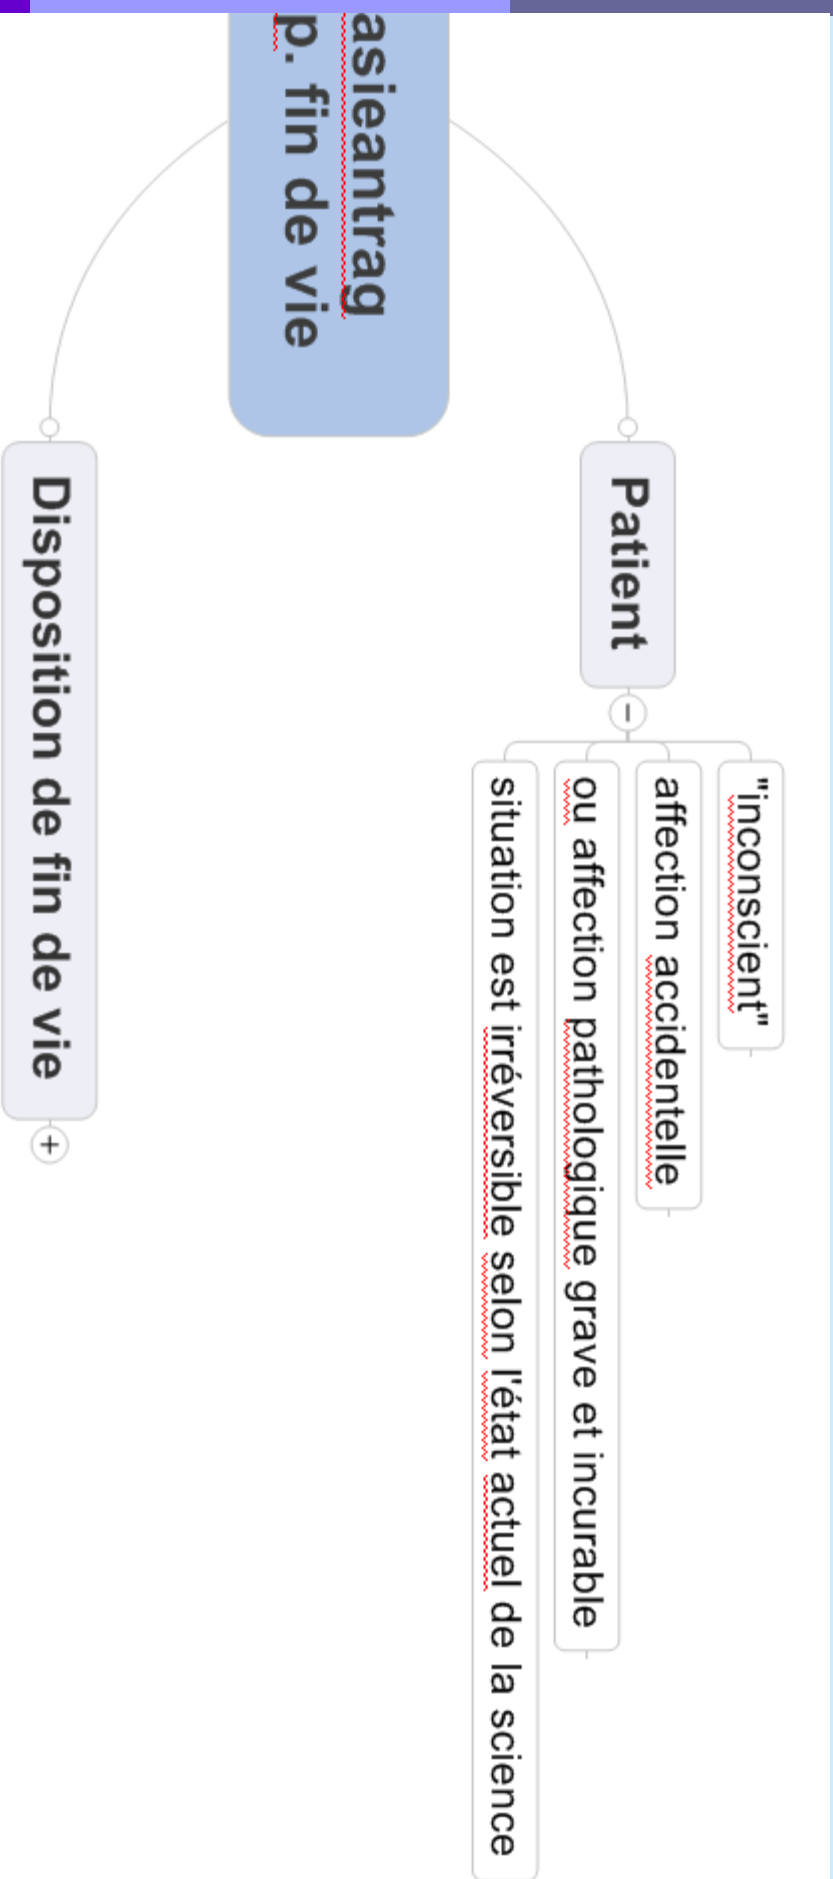 asieantrag
p. fin de vie
Patient
"inconscient"
affection accidentelle
ou affection pathologique grave et incurable
situation est irréversible selon l'état actuel de la science
Disposition de fin de vie